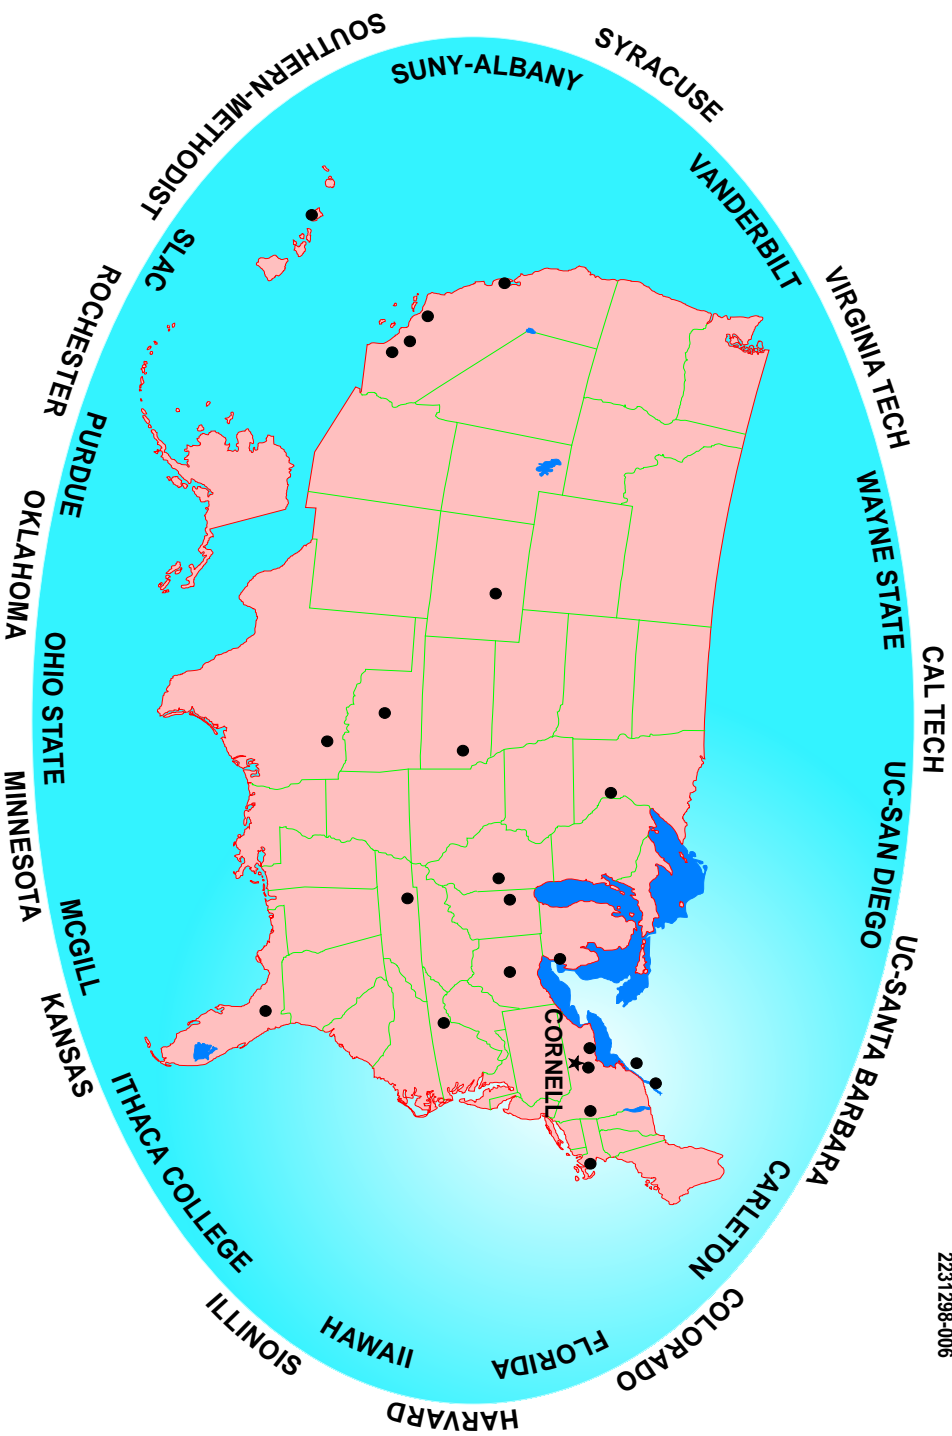 CAL TECH
UC-SAN DIEGO
UC-SANTA BARBARA
CARLETON
COLORADO
FLORIDA
HARVARD
HAWAII
ILLINOIS
ITHACA COLLEGE
KANSAS
MCGILL
MINNESOTA
OHIO STATE
OKLAHOMA
PURDUE
ROCHESTER
SLAC
SOUTHERN-METHODIST
SUNY-ALBANY
SYRACUSE
VANDERBILT
VIRGINIA TECH
WAYNE STATE
CORNELL
2231298-006